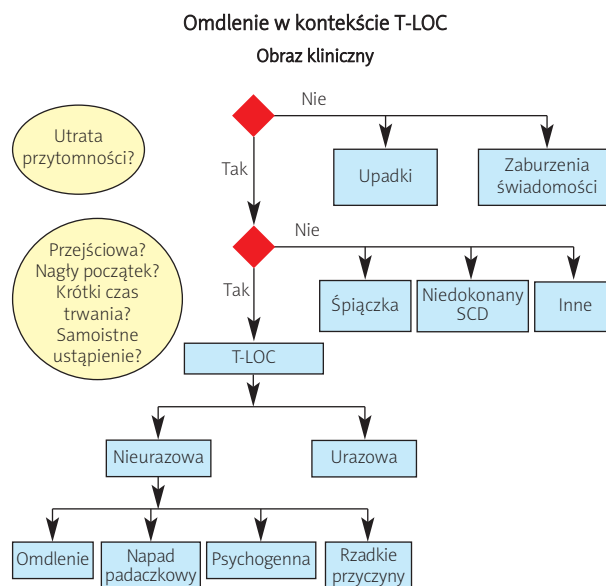 Omdlenie w kontekście T-LOC
Obraz kliniczny
Nie
Utrata
przytomności?
Tak
Upadki
Zaburzenia
świadomości
Nie
Przejściowa?
Nagły początek?
Krótki czas
trwania?
Samoistne
ustąpienie?
Tak
Śpiączka
Niedokonany
SCD
Inne
T-LOC
Nieurazowa
Urazowa
Omdlenie
Napad
padaczkowy
Psychogenna
Rzadkie
przyczyny